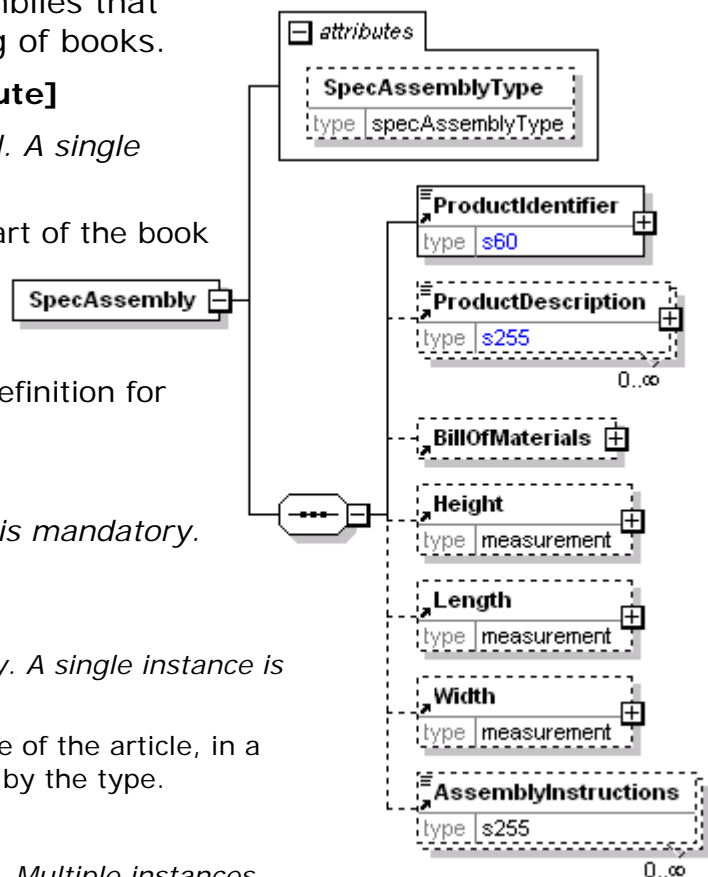 mblies that
g of books.
ute]
l. A single
art of the book
efinition for
is mandatory.
y. A single instance is
e of the article, in a
by the type.
. Multiple instances
attributes
SpecAssemblyType
type specAssemblyType
SpecAssembly
ProductIdentifier
type s60
ProductDescription
type s255
0..∞
BillOfMaterials
Height
type measurement
Length
type measurement
Width
type measurement
AssemblyInstructions
type s255
0..∞